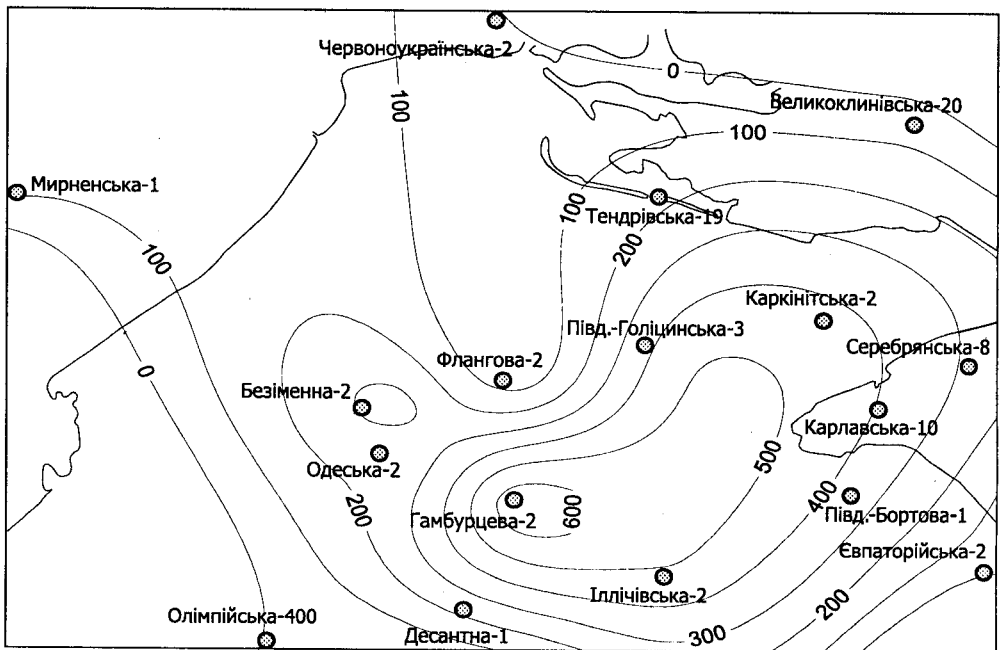 Червоноукраїнська-2
0
100
Великоклинівська-20
100
Мирненська-1
100
Тендрівська-19
200
100
Каркінітська-2
Півд.-Голіцинська-3
Серебрянська-8
Флангова-2
0
Безіменна-2
Карлавська-10
500
Одеська-2
400
200
Гамбурцева-2
600
Півд.-Бортова-1
Євпаторійська-2
Іллічівська-2
200
Олімпійська-400
Десантна-1
300